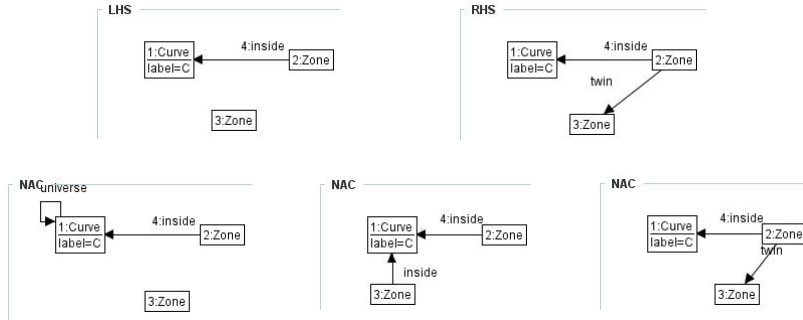 LHS
1:Curve
label=C
4:inside
2:Zone
3:Zone
RHS
1:Curve
label=C
4:inside
2:Zone
twin
3:Zone
NAC
universe
1:Curve
label=C
4:inside
2:Zone
3:Zone
NAC
1:Curve
label=C
4:inside
2:Zone
inside
3:Zone
NAC
1:Curve
label=C
4:inside
2:Zone
twin
3:Zone